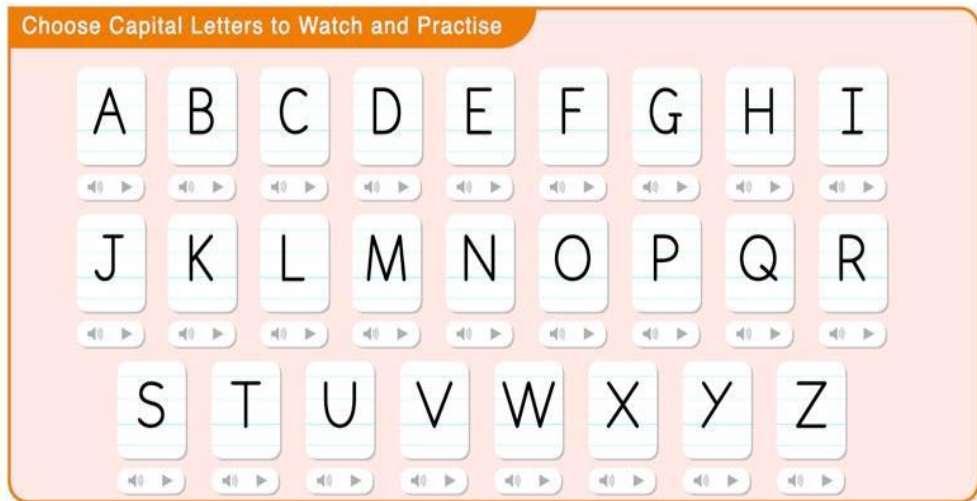 Choose Capital Letters to Watch and Practise
A B C D E F G H I
J K L M N O P Q R
S T U V W X Y Z